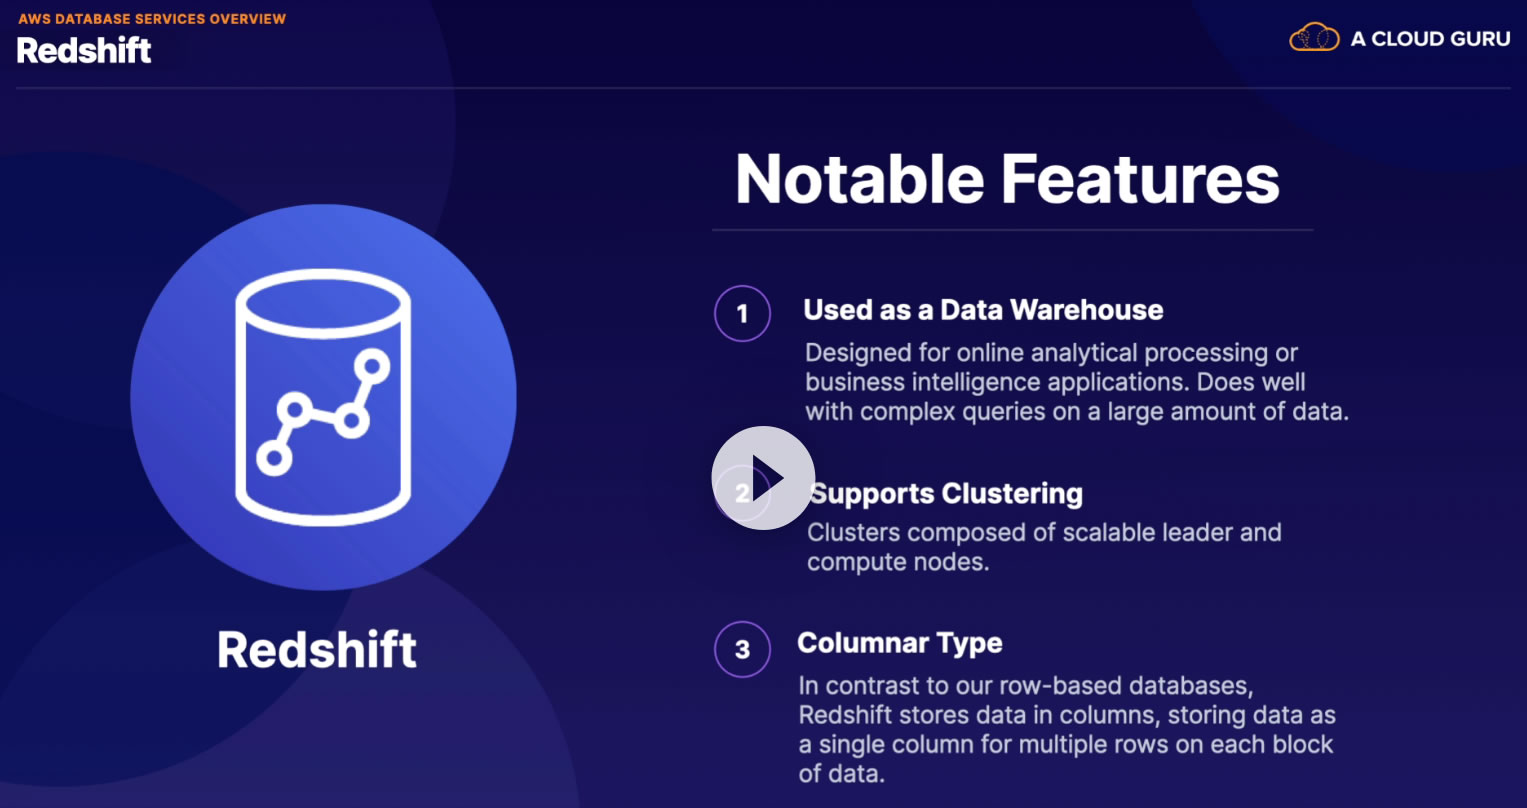 AWS DATABASE SERVICES OVERVIEW
Redshift
A CLOUD GURU
Redshift
Notable Features
1
Used as a Data Warehouse
Designed for online analytical processing or
business intelligence applications. Does well
with complex queries on a large amount of data.
2
Supports Clustering
Clusters composed of scalable leader and
compute nodes.
3
Columnar Type
In contrast to our row-based databases,
Redshift stores data in columns, storing data as
a single column for multiple rows on each block
of data.